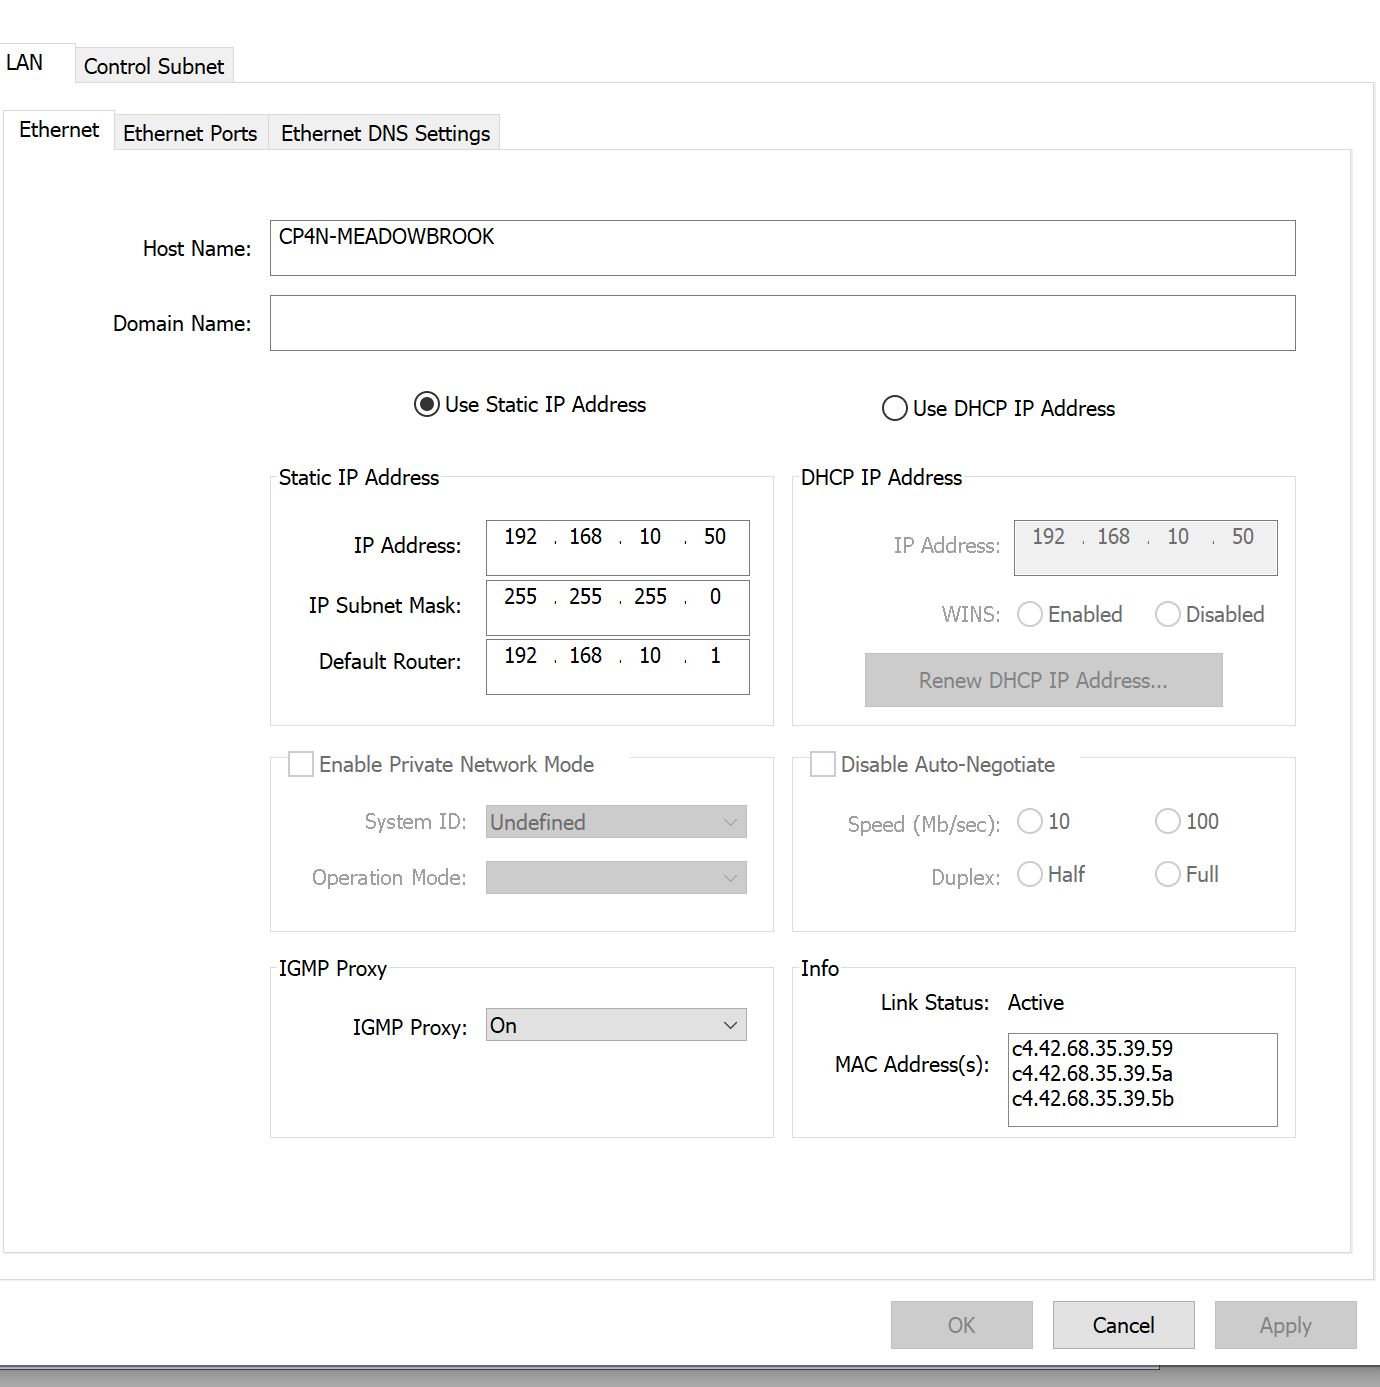 LAN
Control Subnet
Ethernet
Ethernet Ports
Ethernet DNS Settings
Host Name: CP4N-MEADOWBROOK
Domain Name:
Use Static IP Address
Use DHCP IP Address
Static IP Address
IP Address: 192 . 168 . 10 . 50
IP Subnet Mask: 255 . 255 . 255 . 0
Default Router: 192 . 168 . 10 . 1
DHCP IP Address
IP Address: 192 . 168 . 10 . 50
WINS: Enabled Disabled
Renew DHCP IP Address...
Enable Private Network Mode
System ID: Undefined
Operation Mode:
Disable Auto-Negotiate
Speed (Mb/sec): 10 100
Duplex: Half Full
IGMP Proxy
IGMP Proxy: On
Info
Link Status: Active
MAC Address(s): c4.42.68.35.39.59
c4.42.68.35.39.5a
c4.42.68.35.39.5b
OK
Cancel
Apply